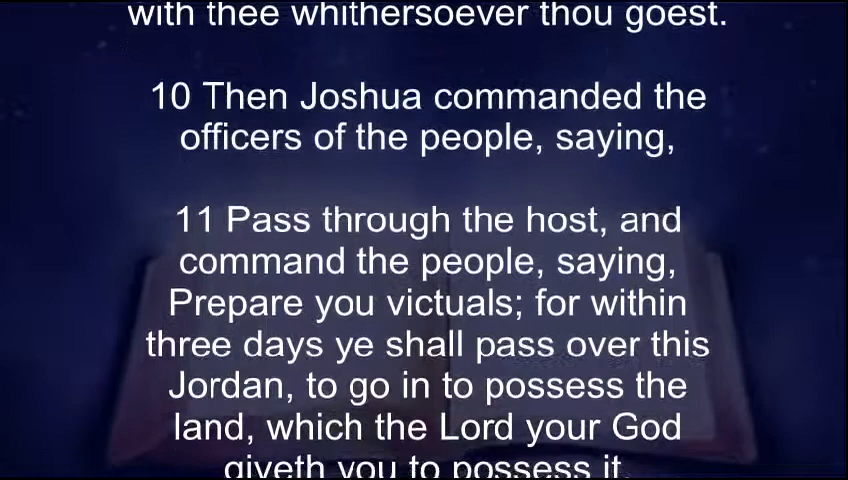 with thee whithersoever thou goest.
10 Then Joshua commanded the
officers of the people, saying,
11 Pass through the host, and
command the people, saying,
Prepare you victuals; for within
three days ye shall pass over this
Jordan, to go in to possess the
land, which the Lord your God
giveth you to possess it.